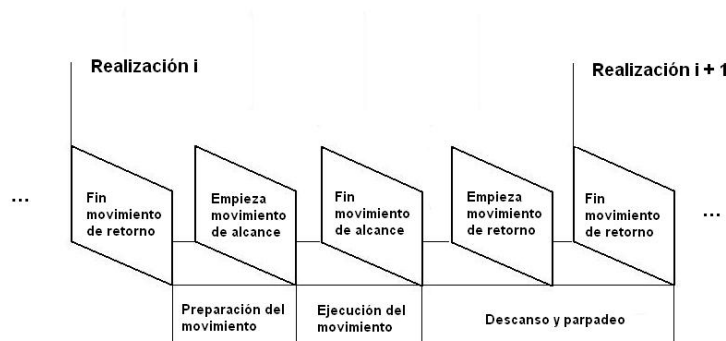 Realización i
Realización i + 1
...
Fin
movimiento
de retorno
Empieza
movimiento
de alcance
Fin
movimiento
de alcance
Empieza
movimiento
de retorno
Fin
movimiento
de retorno
...
Preparación del
movimiento
Ejecución del
movimiento
Descanso y parpadeo